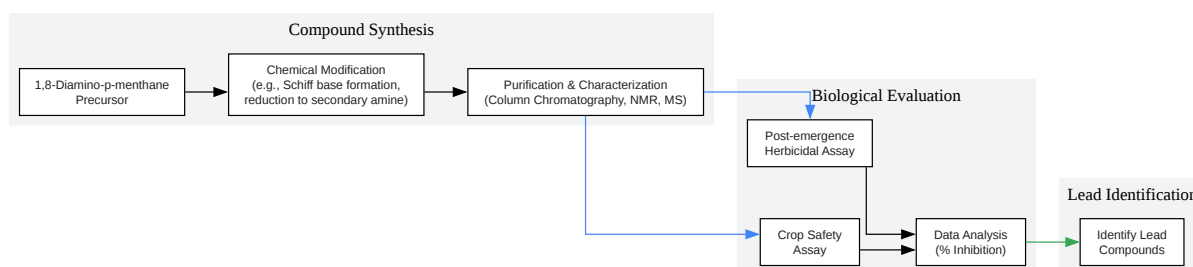 Compound Synthesis
1,8-Diamino-p-menthane
Precursor
Chemical Modification
(e.g., Schiff base formation,
reduction to secondary amine)
Purification & Characterization
(Column Chromatography, NMR, MS)
Biological Evaluation
Post-emergence
Herbicidal Assay
Crop Safety
Assay
Data Analysis
(% Inhibition)
Lead Identification
Identify Lead
Compounds